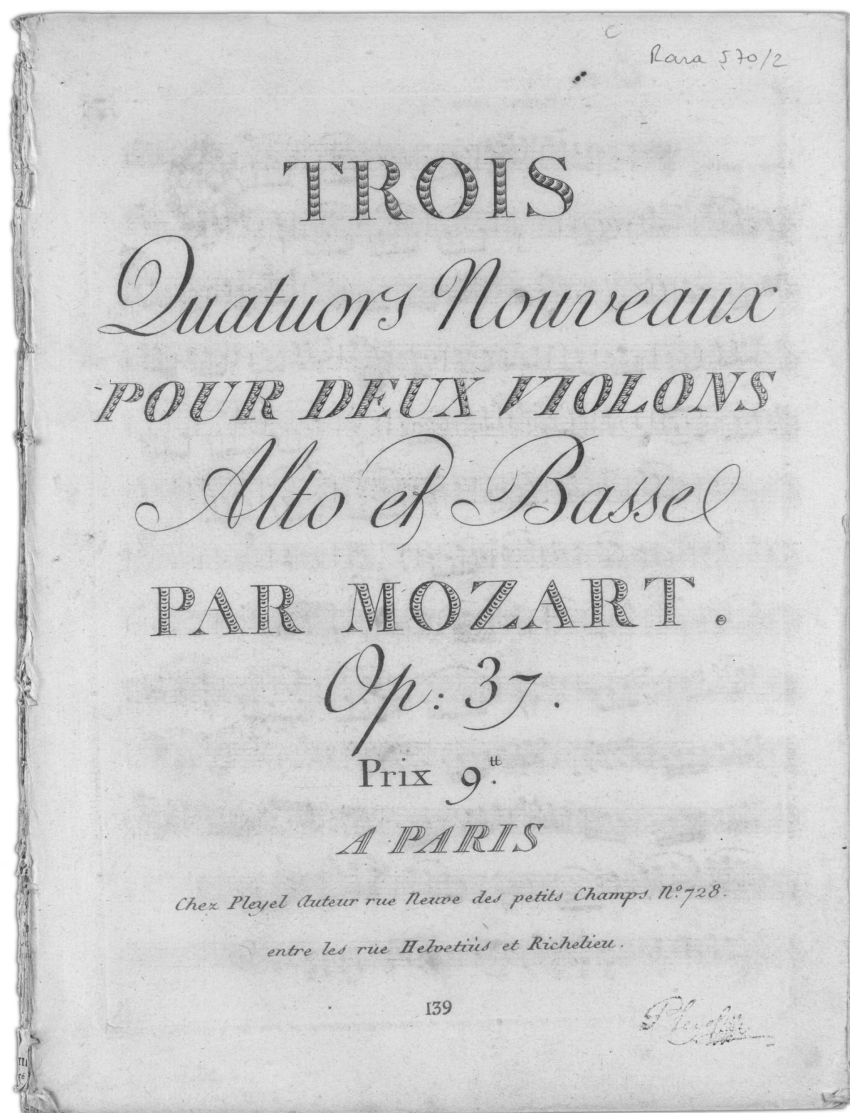 Rara 570/2
TROIS
Quatuors Nouveaux
POUR DEUX VIOLONS
Alto et Basse
PAR MOZART.
Op: 37.
Prix 9.tt
A PARIS
Chez Pleyel Auteur rue Neuve des petits Champs N.º 728.
entre les rue Helvetiùs et Richelieu.
139
Pleyel